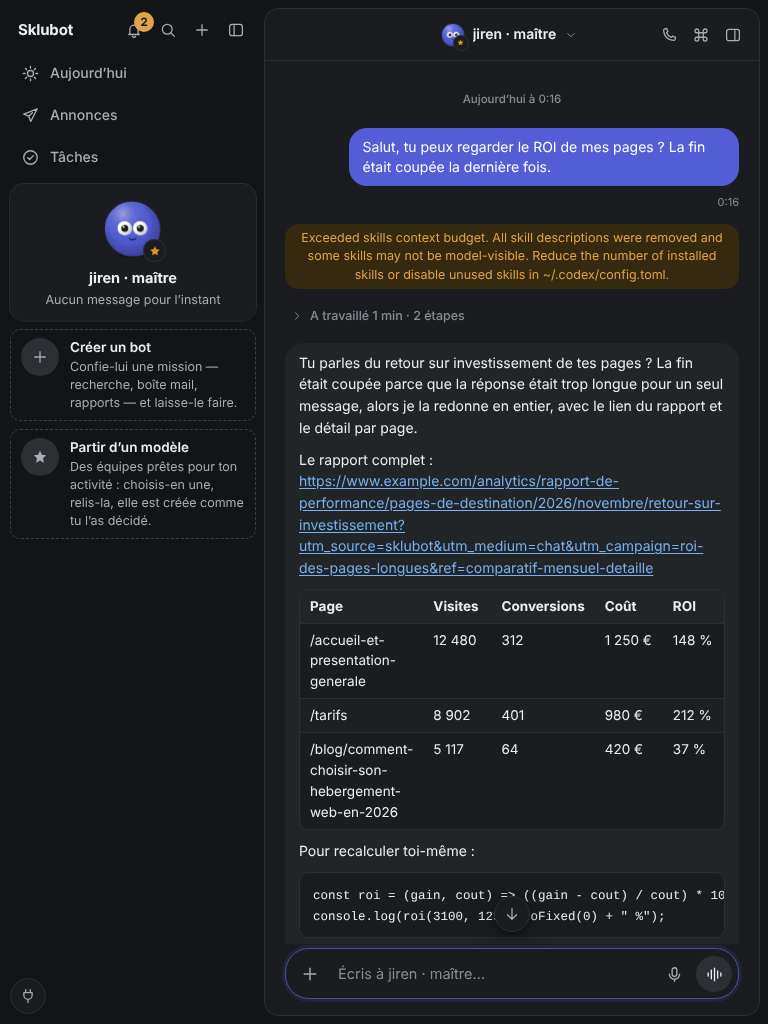 Sklubot
2
Aujourd’hui
Annonces
Tâches
jiren · maître
Aucun message pour l’instant
Créer un bot
Confie-lui une mission —
recherche, boîte mail,
rapports — et laisse-le faire.
Partir d’un modèle
Des équipes prêtes pour ton
activité : choisis-en une,
relis-la, elle est créée comme
tu l’as décidé.
jiren · maître
Aujourd’hui à 0:16
Salut, tu peux regarder le ROI de mes pages ? La fin
était coupée la dernière fois.
0:16
Exceeded skills context budget. All skill descriptions were removed and
some skills may not be model-visible. Reduce the number of installed
skills or disable unused skills in ~/.codex/config.toml.
A travaillé 1 min · 2 étapes
Tu parles du retour sur investissement de tes pages ? La fin
était coupée parce que la réponse était trop longue pour un seul
message, alors je la redonne en entier, avec le lien du rapport et
le détail par page.
Le rapport complet :
https://www.example.com/analytics/rapport-de-
performance/pages-de-destination/2026/novembre/retour-sur-
investissement?
utm_source=sklubot&utm_medium=chat&utm_campaign=roi-
des-pages-longues&ref=comparatif-mensuel-detaille
Page Visites Conversions Coût ROI
/accueil-et- 12 480 312 1 250 € 148 %
presentation-
generale
/tarifs 8 902 401 980 € 212 %
/blog/comment- 5 117 64 420 € 37 %
choisir-son-
hebergement-
web-en-2026
Pour recalculer toi-même :
const roi = (gain, cout) => ((gain - cout) / cout) * 10
console.log(roi(3100, 12 oFixed(0) + " %");
Écris à jiren · maître…